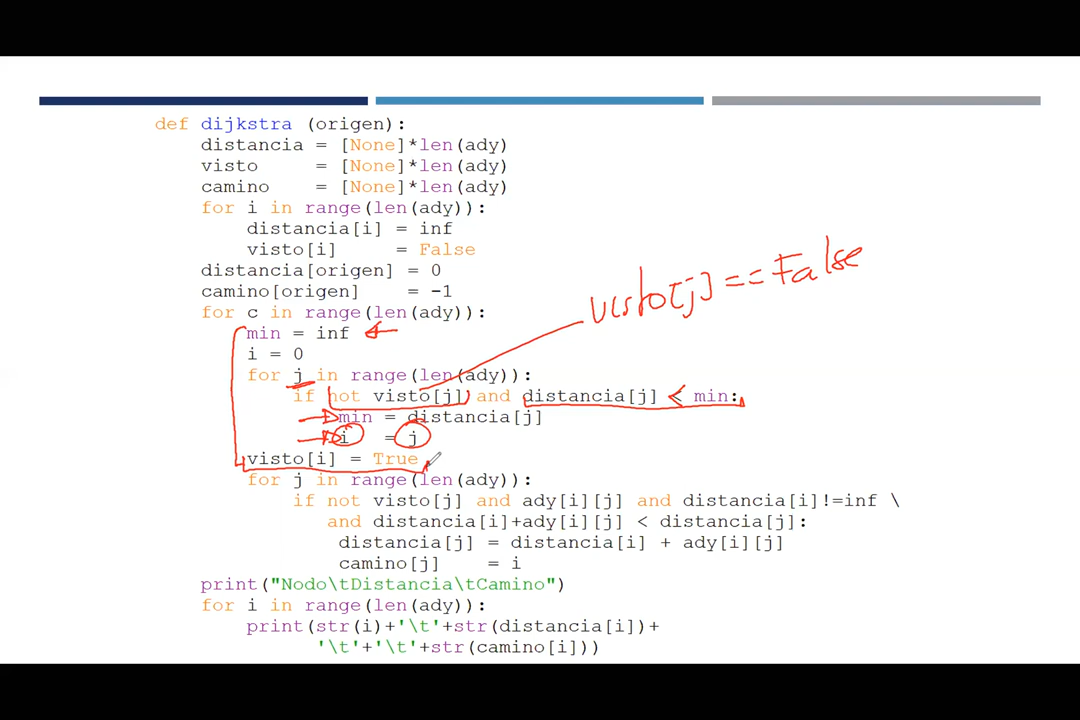 def dijkstra (origen):
distancia = [None]*len(ady)
visto = [None]*len(ady)
camino = [None]*len(ady)
for i in range(len(ady)):
distancia[i] = inf
visto[i] = False
distancia[origen] = 0
camino[origen] = -1
for c in range(len(ady)):
visto[j] == False
min = inf
i = 0
for j in range(len(ady)):
if not visto[j] and distancia[j] < min:
min = distancia[j]
i = j
visto[i] = True
for j in range(len(ady)):
if not visto[j] and ady[i][j] and distancia[i]!=inf \
and distancia[i]+ady[i][j] < distancia[j]:
distancia[j] = distancia[i] + ady[i][j]
camino[j] = i
print("Nodo\tDistancia\tCamino")
for i in range(len(ady)):
print(str(i)+'\t'+str(distancia[i])+
'\t'+'\t'+str(camino[i]))